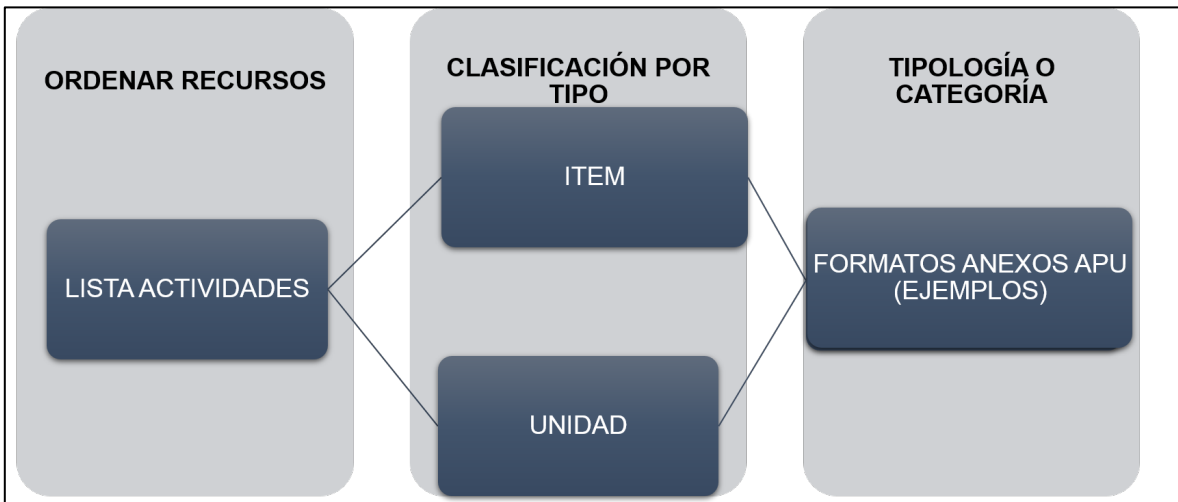 ORDENAR RECURSOS
LISTA ACTIVIDADES
CLASIFICACIÓN POR
TIPO
ITEM
UNIDAD
TIPOLOGÍA O
CATEGORÍA
FORMATOS ANEXOS APU
(EJEMPLOS)